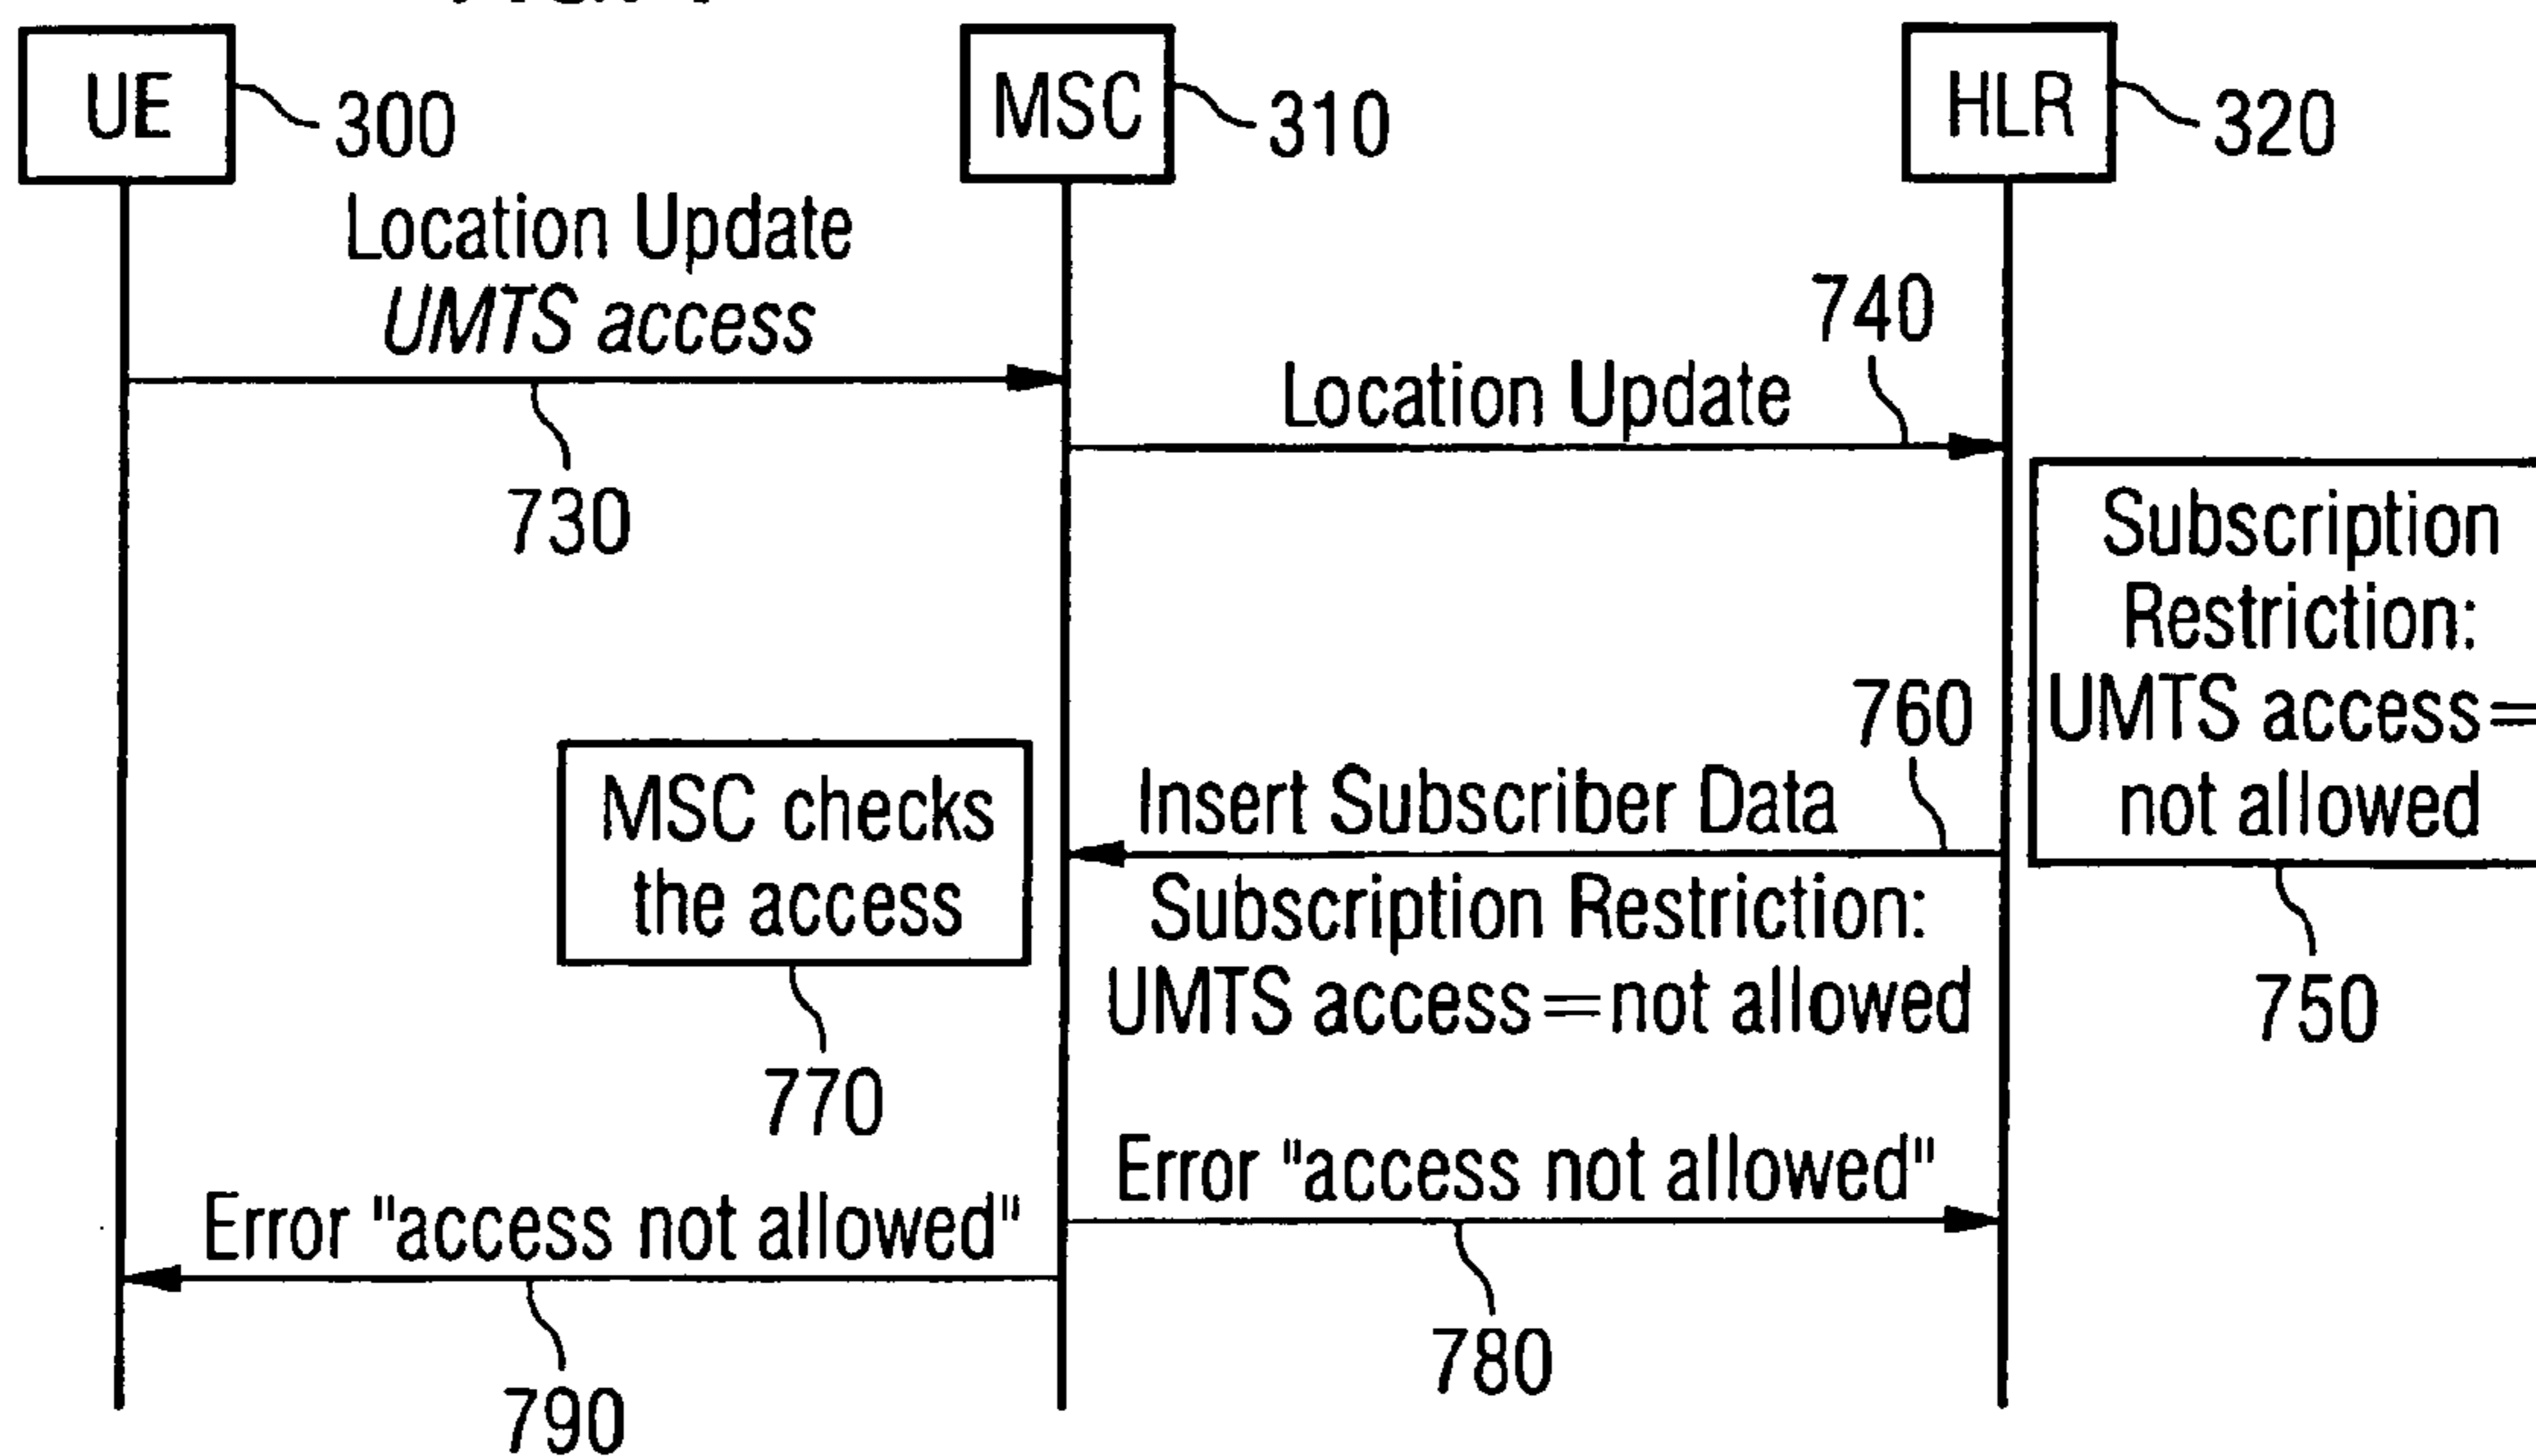 UE
300
MSC
310
HLR
320
Location Update
UMTS access
730
740
Location Update
Subscription
Restriction:
UMTS access=
not allowed
750
760
Insert Subscriber Data
Subscription Restriction:
UMTS access=not allowed
MSC checks
the access
770
Error "access not allowed"
780
Error "access not allowed"
790